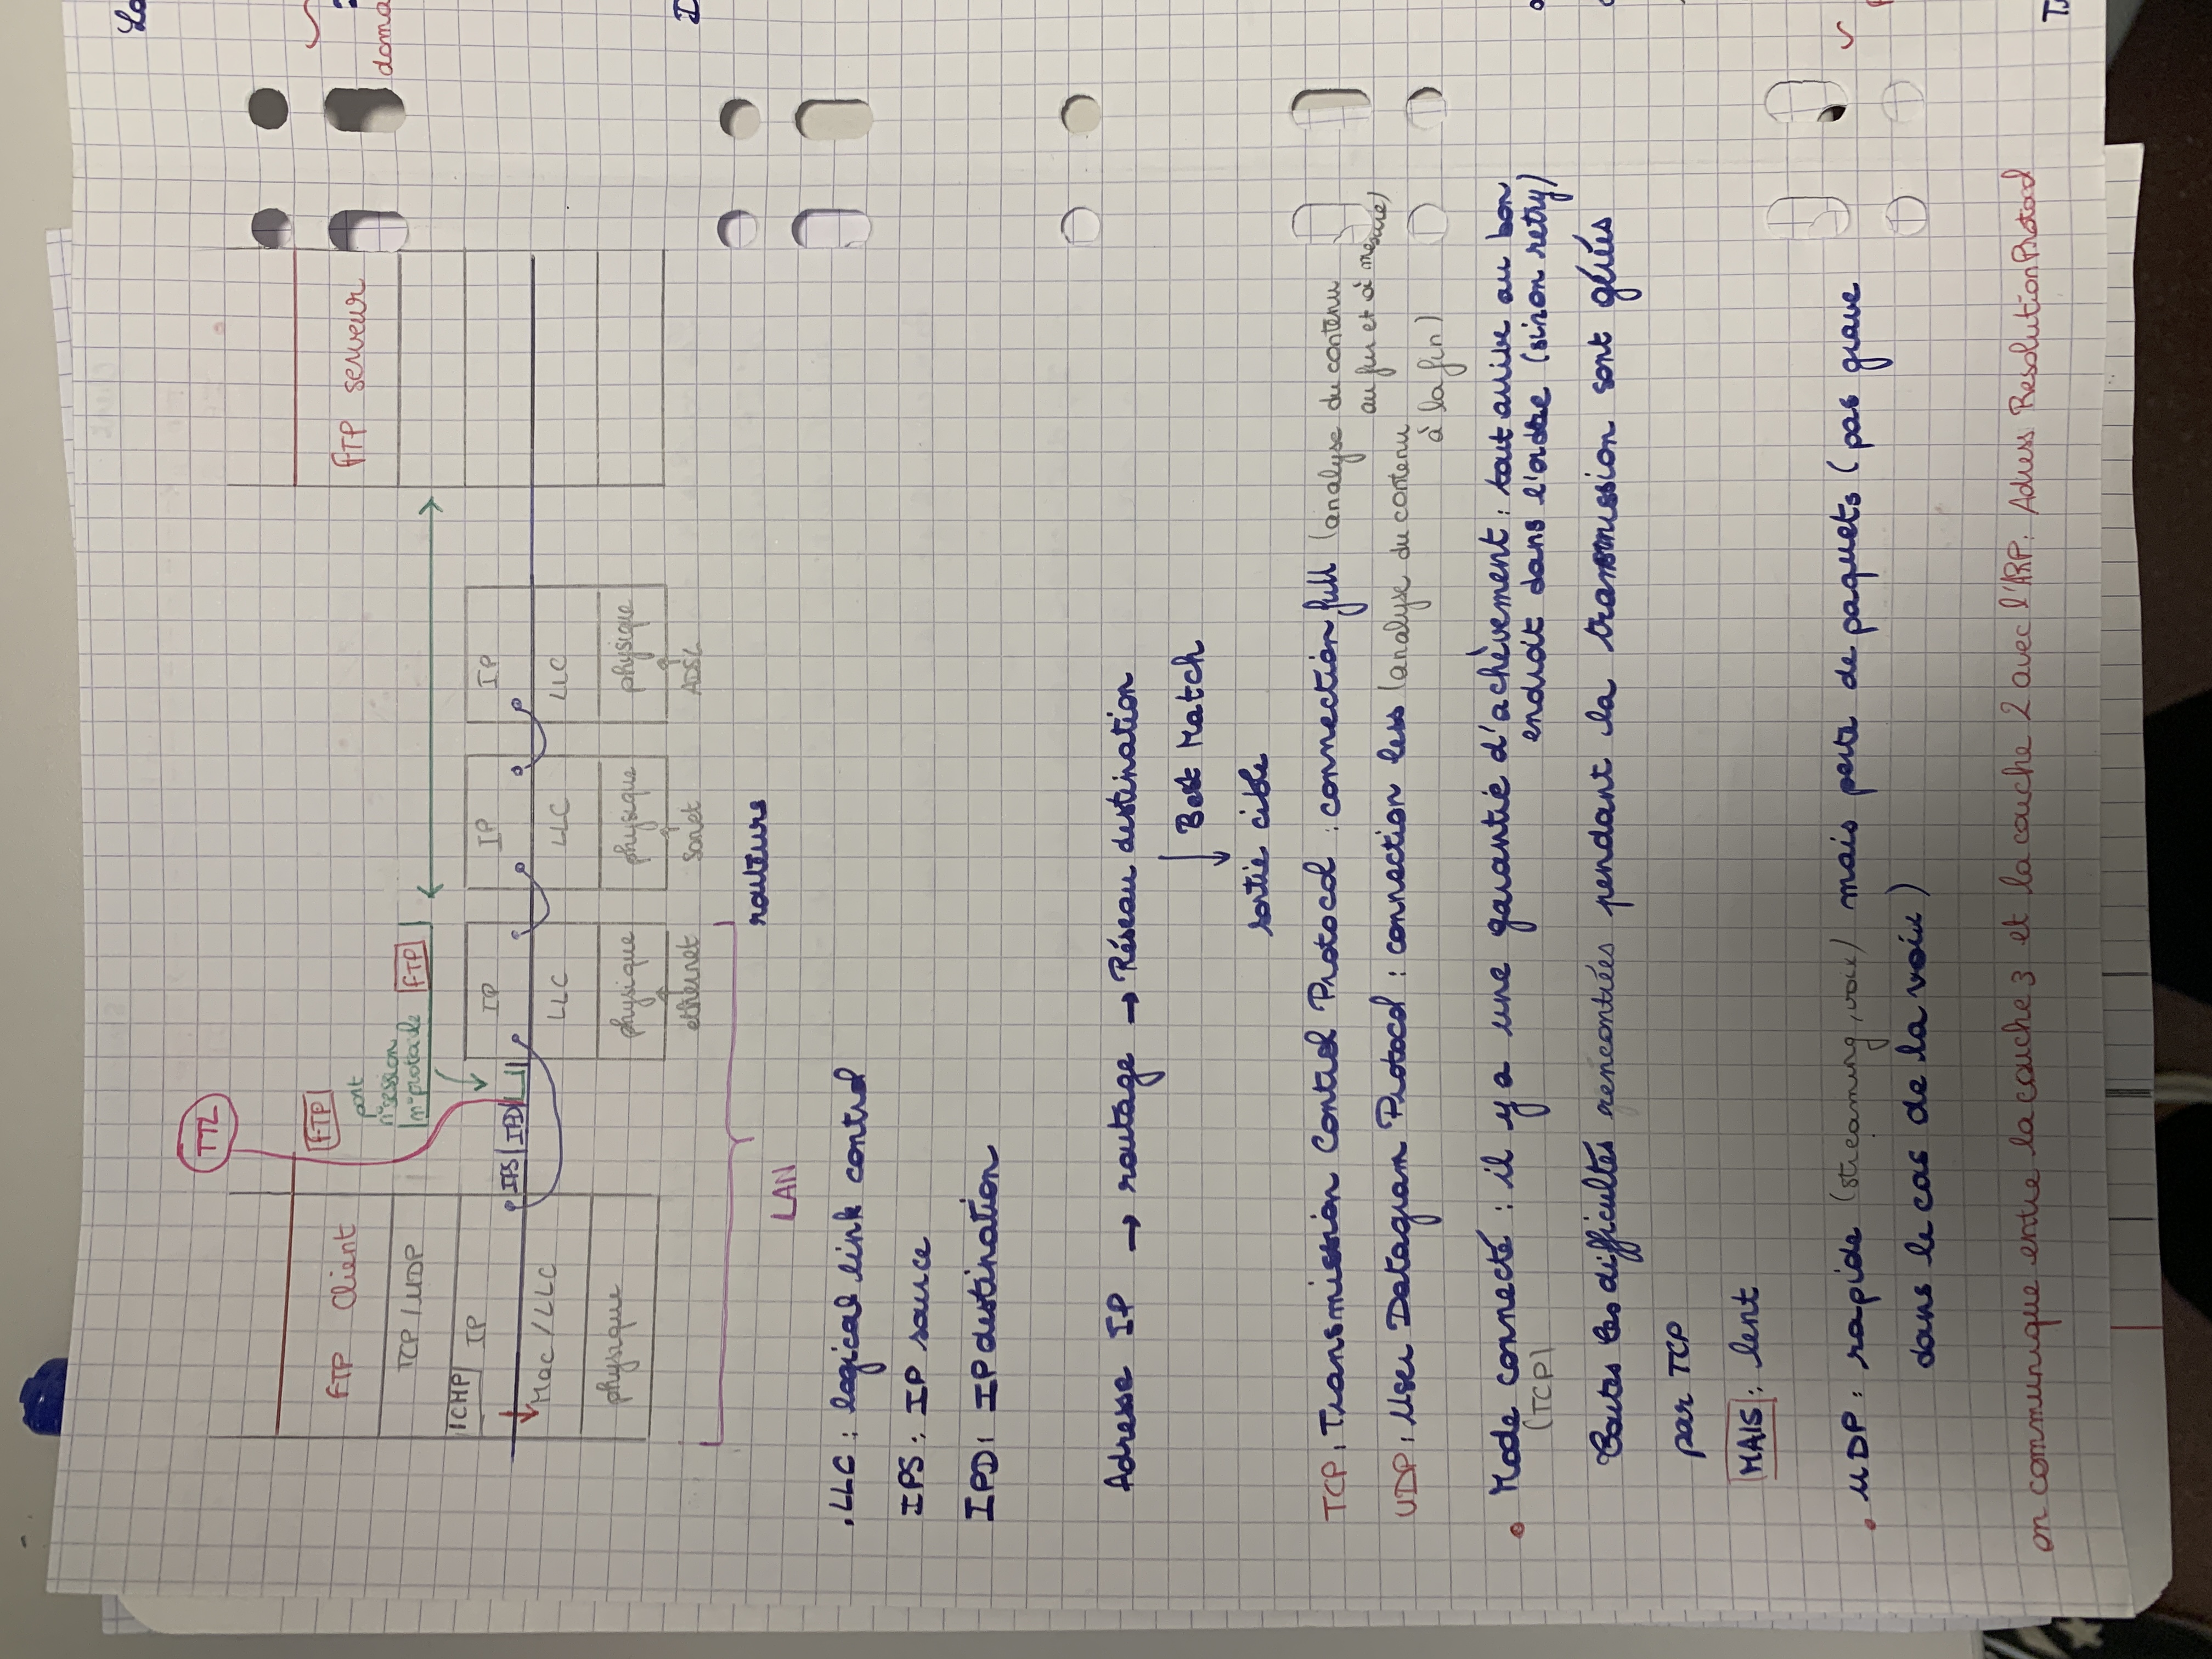 TTL
FTP Client
FTP
FTP serveur
port
n° session
n° protocole FTP
TCP / UDP
ICMP IP
IPS IPD
IP
IP
IP
Mac / LLC
LLC
LLC
LLC
physique
physique
physique
physique
ethernet
Sonet
ADSL
LAN
routeurs
. LLC : logical link control
IPS : IP source
IPD : IP destination
Adresse IP → routage → Réseau destination
Best Match
sortie cible
TCP : Transmission Control Protocol : connection full (analyse du contenu
au fur et à mesure)
UDP : User Datagram Protocol : connection less (analyse du contenu
à la fin)
• Mode connecté : il y a une garantie d'achèvement : tout arrive au bon
(TCP) endroit dans l'ordre (sinon retry)
Toutes les difficultés rencontrées pendant la transmission sont gérées
par TCP
MAIS : lent
• UDP : rapide (streaming, voix) mais perte de paquets (pas grave
dans le cas de la voix)
on communique entre la couche 3 et la couche 2 avec l'ARP : Adress Resolution Protocol